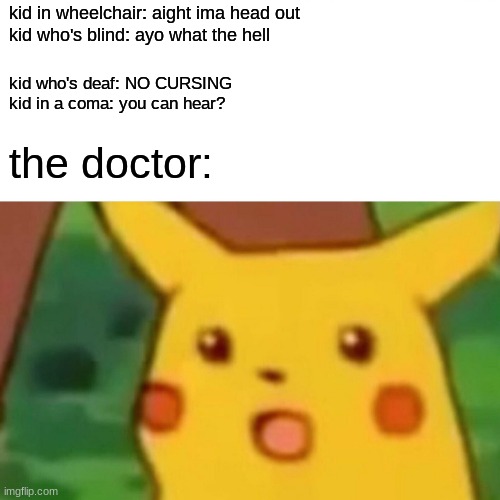 kid in wheelchair: aight ima head out
kid who's blind: ayo what the hell
kid who's deaf: NO CURSING
kid in a coma: you can hear?
the doctor:
imgflip.com